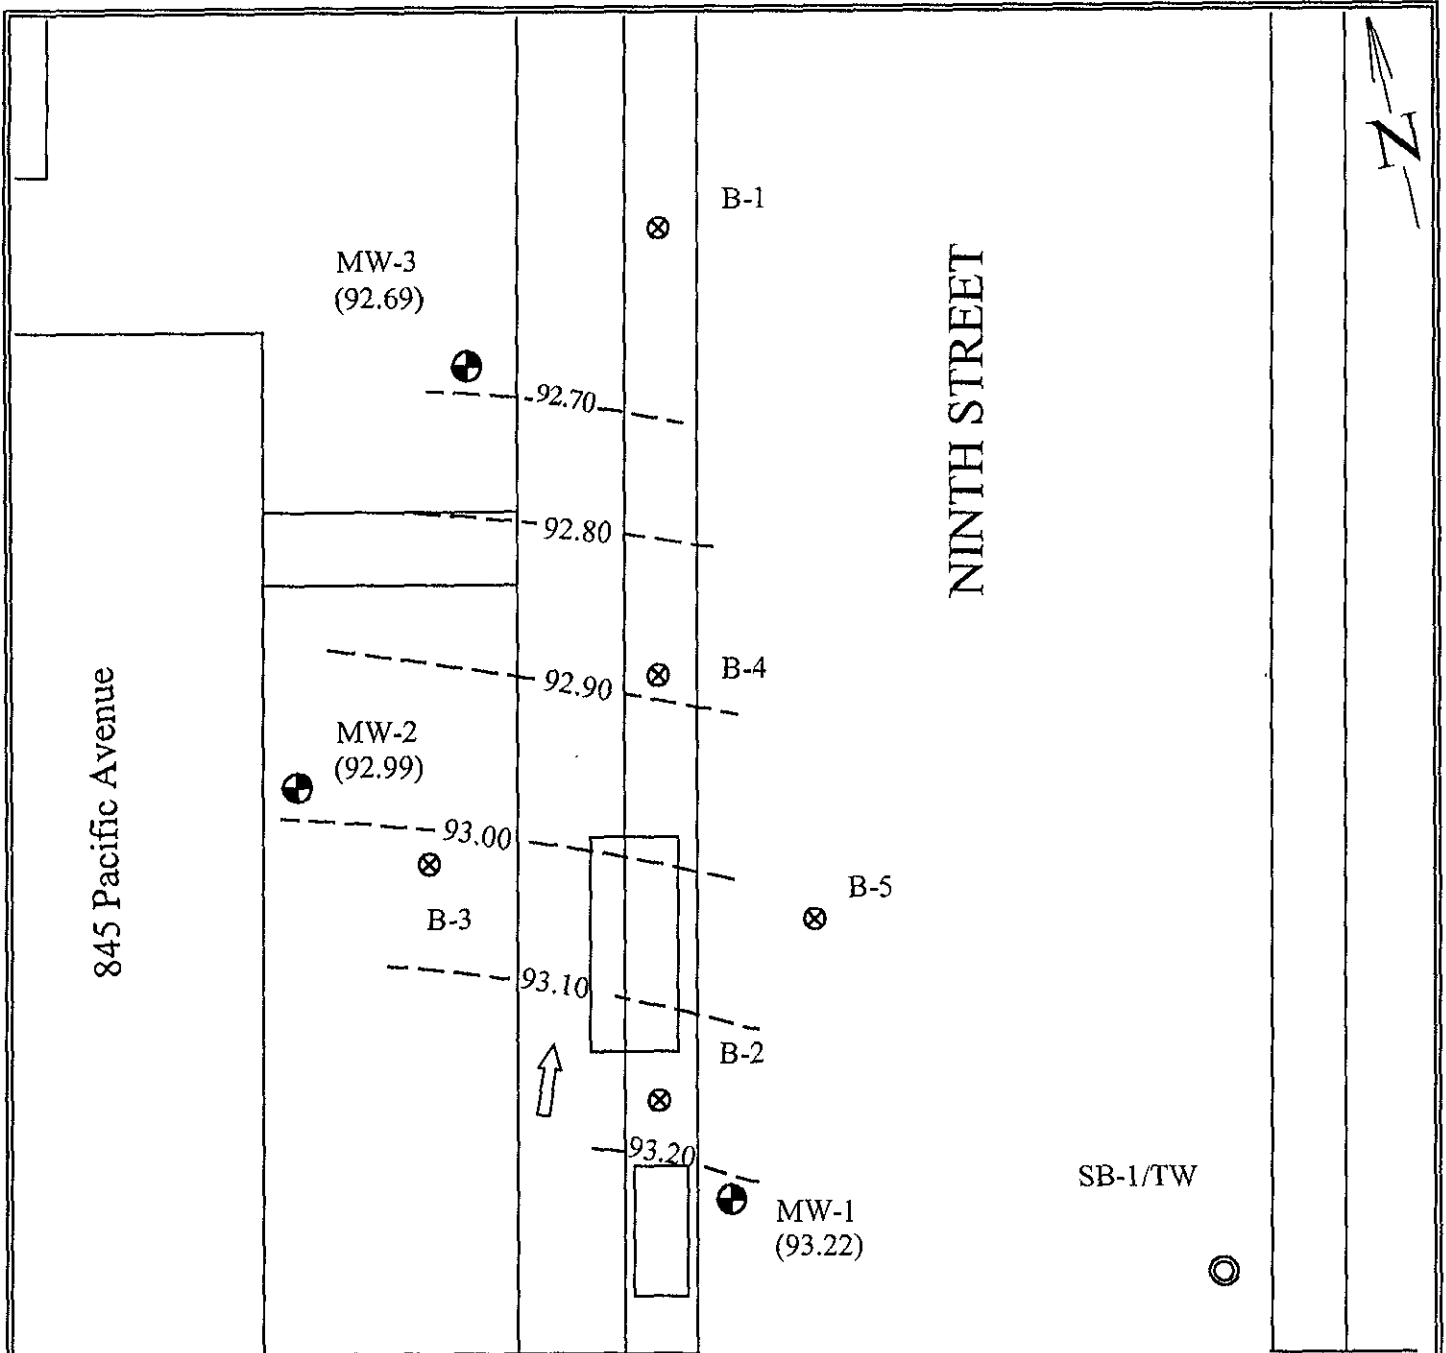 N
B-1
MW-3
(92.69)
NINTH STREET
92.70
92.80
B-4
92.90
845 Pacific Avenue
MW-2
(92.99)
93.00
B-5
B-3
93.10
B-2
93.20
SB-1/TW
MW-1
(93.22)